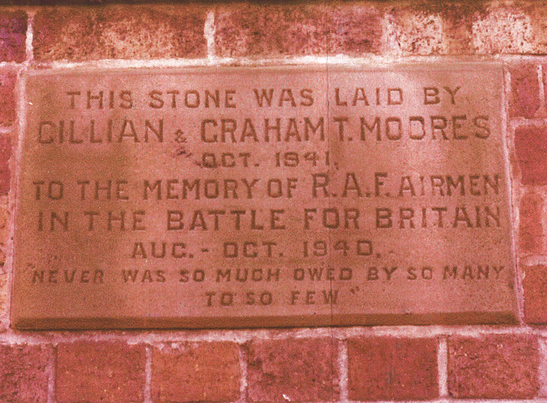 THIS STONE WAS LAID BY
GILLIAN & GRAHAM T. MOORES
OCT. 1941.
TO THE MEMORY OF R.A.F. AIRMEN
IN THE BATTLE FOR BRITAIN
AUG. - OCT. 1940.
"NEVER WAS SO MUCH OWED BY SO MANY
TO SO FEW"